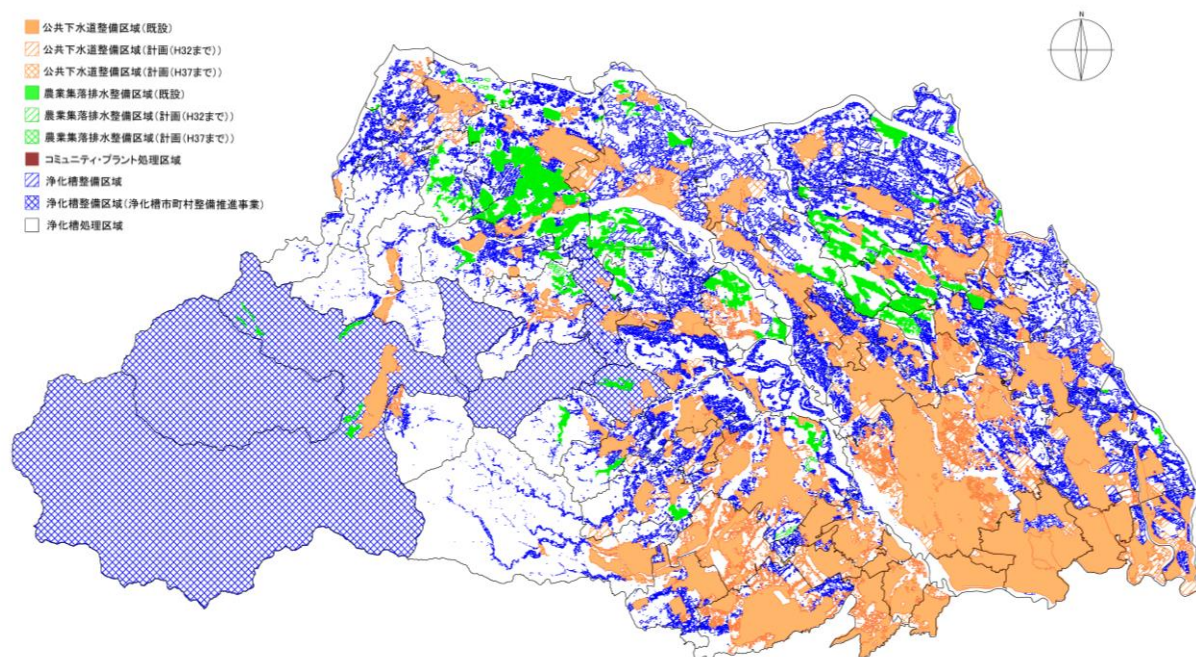 公共下水道整備区域(既設)
公共下水道整備区域(計画(H32まで))
公共下水道整備区域(計画(H37まで))
農業集落排水整備区域(既設)
農業集落排水整備区域(計画(H32まで))
農業集落排水整備区域(計画(H37まで))
コミュニティ・プラント処理区域
浄化槽整備区域
浄化槽整備区域(浄化槽市町村整備推進事業)
浄化槽処理区域
N